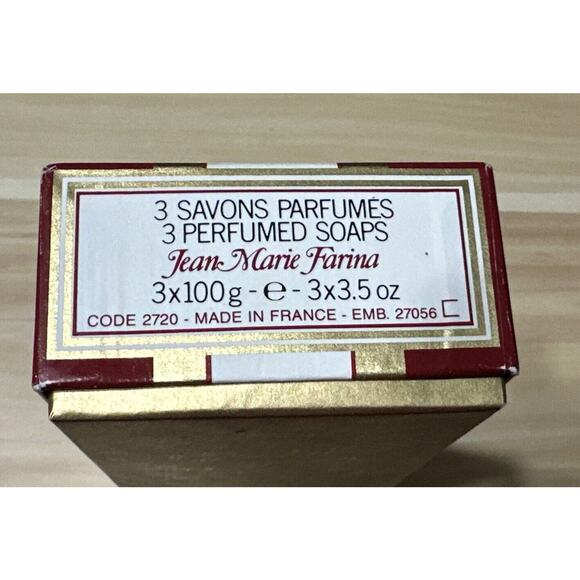 3 SAVONS PARFUMÉS
3 PERFUMED SOAPS
Jean-Marie Farina
3x100g - ℮ - 3x3.5 oz
CODE 2720 - MADE IN FRANCE - EMB. 27056 E